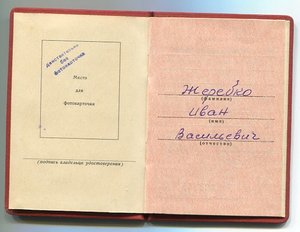 Действительно
без
фотокарточки
Место
для
фотокарточки
(подпись владельца удостоверения)
Жеребко
(фамилия)
Иван
(имя)
Васильевич
(отчество)